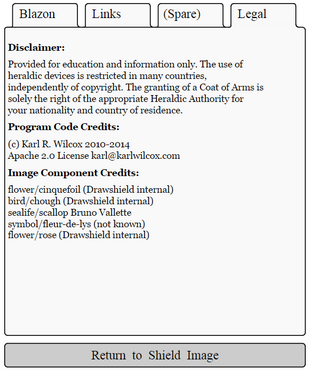 Blazon Links (Spare) Legal
Disclaimer:
Provided for education and information only. The use of
heraldic devices is restricted in many countries,
independently of copyright. The granting of a Coat of Arms is
solely the right of the appropriate Heraldic Authority for
your nationality and country of residence.
Program Code Credits:
(c) Karl R. Wilcox 2010-2014
Apache 2.0 License karl@karlwilcox.com
Image Component Credits:
flower/cinquefoil (Drawshield internal)
bird/chough (Drawshield internal)
sealife/scallop Bruno Vallette
symbol/fleur-de-lys (not known)
flower/rose (Drawshield internal)
Return to Shield Image